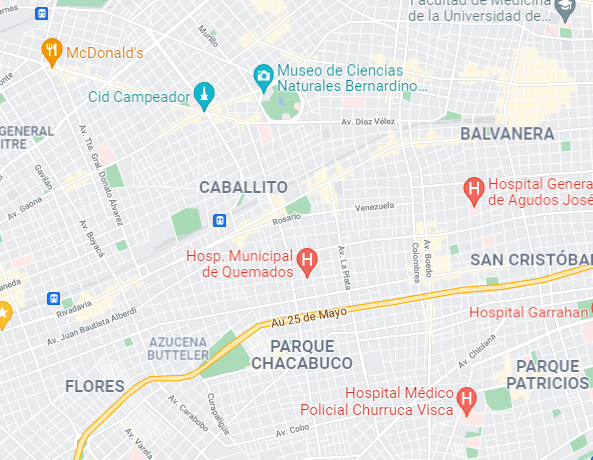 Facultad de Medicina
de la Universidad de...
Murillo
McDonald's
Museo de Ciencias
Naturales Bernardino...
Cid Campeador
Av. Díaz Vélez
GENERAL
ITRE
BALVANERA
Av. Tte. Gral. Donato Álvarez
Gavilán
Av. Gaona
CABALLITO
Hospital Genera
de Agudos José
Venezuela
Rosario
Av. Boyacá
Hosp. Municipal
de Quemados
Av. La Plata
Av. Boedo
Colombres
SAN CRISTÓBAL
Rivadavia
Av. Juan Bautista Alberdi
Au 25 de Mayo
Hospital Garrahan
AZUCENA
BUTTELER
PARQUE
CHACABUCO
Av. Chiclana
PARQUE
PATRICIOS
FLORES
Hospital Médico
Policial Churruca Visca
Curapaligüe
Av. Carabobo
Av. Varela
Av. Cobo